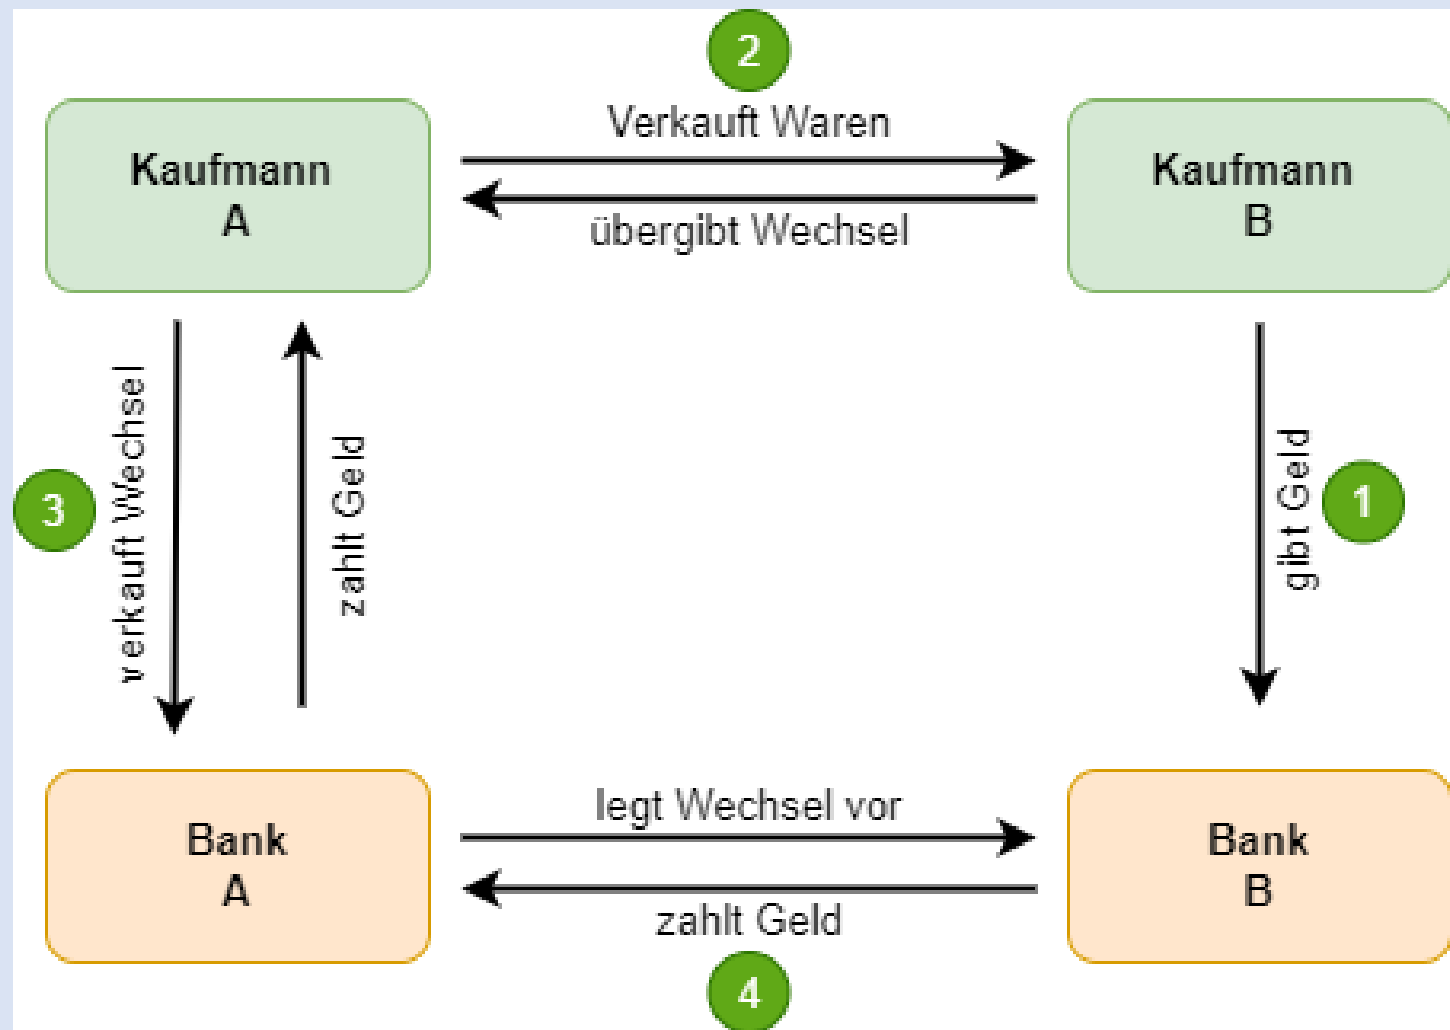 2
Verkauft Waren
Kaufmann
A
Kaufmann
B
übergibt Wechsel
verkauft Wechsel
zahlt Geld
gibt Geld
3
1
legt Wechsel vor
Bank
A
Bank
B
zahlt Geld
4